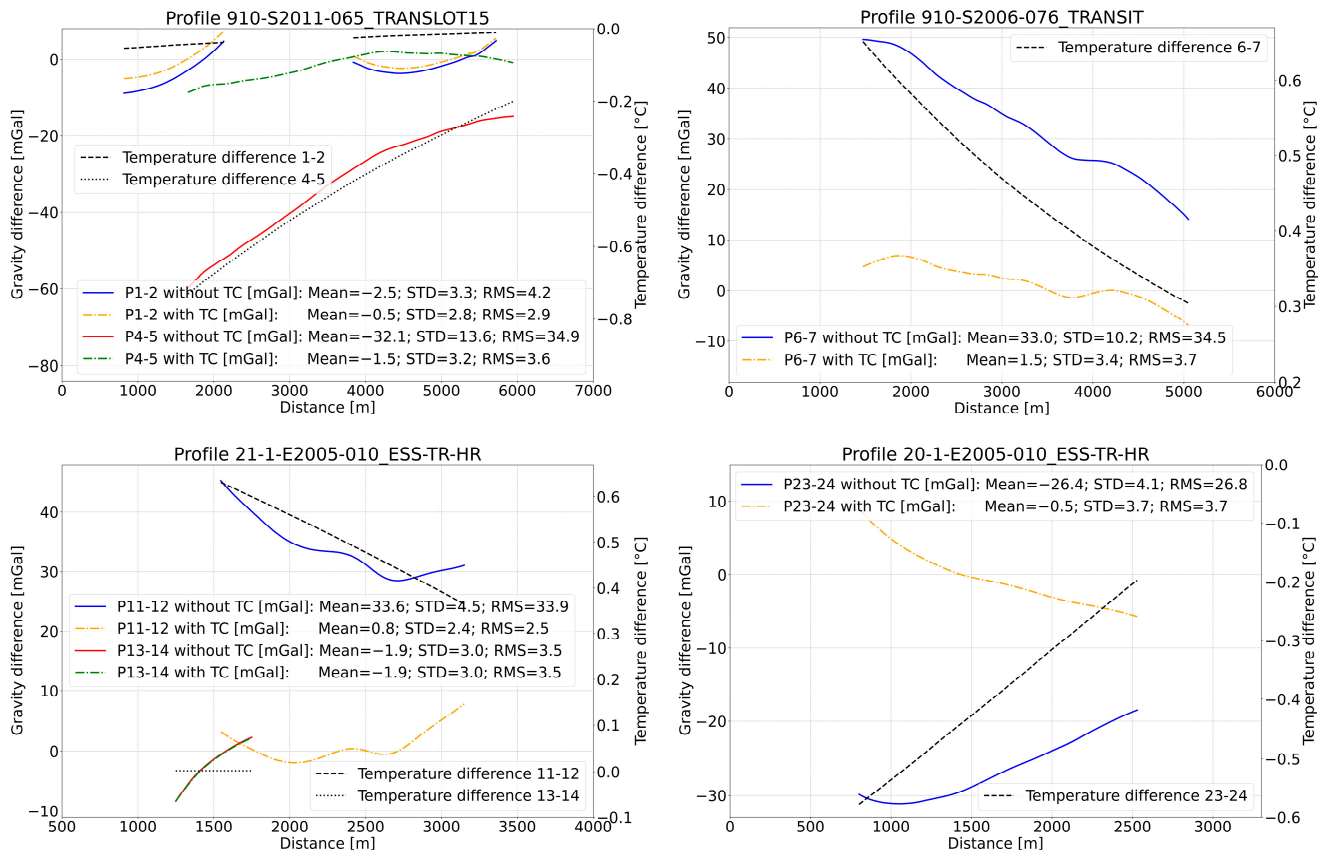 Profile 910-S2011-065_TRANSLOT15
0
−20
−40
−60
−80
Gravity difference [mGal]
0.0
−0.2
−0.4
−0.6
−0.8
Temperature difference [°C]
Temperature difference 1-2
Temperature difference 4-5
P1-2 without TC [mGal]: Mean=−2.5; STD=3.3; RMS=4.2
P1-2 with TC [mGal]: Mean=−0.5; STD=2.8; RMS=2.9
P4-5 without TC [mGal]: Mean=−32.1; STD=13.6; RMS=34.9
P4-5 with TC [mGal]: Mean=−1.5; STD=3.2; RMS=3.6
0 1000 2000 3000 4000 5000 6000 7000
Distance [m]
Profile 910-S2006-076_TRANSIT
50
40
30
20
10
0
−10
Gravity difference [mGal]
0.6
0.5
0.4
0.3
0.2
Temperature difference [°C]
Temperature difference 6-7
P6-7 without TC [mGal]: Mean=33.0; STD=10.2; RMS=34.5
P6-7 with TC [mGal]: Mean=1.5; STD=3.4; RMS=3.7
0 1000 2000 3000 4000 5000 6000
Distance [m]
Profile 21-1-E2005-010_ESS-TR-HR
40
30
20
10
0
−10
Gravity difference [mGal]
0.6
0.5
0.4
0.3
0.2
0.1
0.0
−0.1
Temperature difference [°C]
P11-12 without TC [mGal]: Mean=33.6; STD=4.5; RMS=33.9
P11-12 with TC [mGal]: Mean=0.8; STD=2.4; RMS=2.5
P13-14 without TC [mGal]: Mean=−1.9; STD=3.0; RMS=3.5
P13-14 with TC [mGal]: Mean=−1.9; STD=3.0; RMS=3.5
Temperature difference 11-12
Temperature difference 13-14
500 1000 1500 2000 2500 3000 3500 4000
Distance [m]
Profile 20-1-E2005-010_ESS-TR-HR
10
0
−10
−20
−30
Gravity difference [mGal]
0.0
−0.1
−0.2
−0.3
−0.4
−0.5
−0.6
Temperature difference [°C]
P23-24 without TC [mGal]: Mean=−26.4; STD=4.1; RMS=26.8
P23-24 with TC [mGal]: Mean=−0.5; STD=3.7; RMS=3.7
Temperature difference 23-24
0 500 1000 1500 2000 2500 3000
Distance [m]